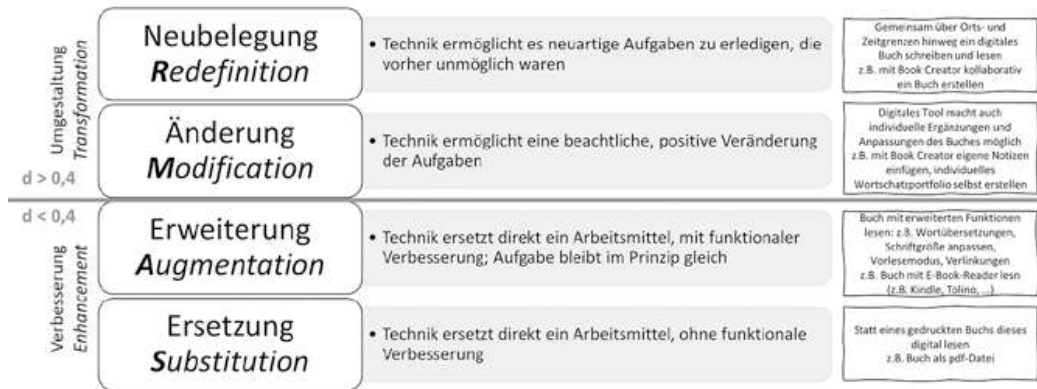 Umgestaltung
Transformation
d > 0,4
Neubelegung
Redefinition
• Technik ermöglicht es neuartige Aufgaben zu erledigen, die
vorher unmöglich waren
Gemeinsam über Orts- und
Zeitgrenzen hinweg ein digitales
Buch schreiben und lesen
z.B. mit Book Creator kollaborativ
ein Buch erstellen
Änderung
Modification
• Technik ermöglicht eine beachtliche, positive Veränderung
der Aufgaben
Digitales Tool macht auch
individuelle Ergänzungen und
Anpassungen des Buches möglich
z.B. mit Book Creator eigene Notizen
einfügen, individuelles
Wortschatzportfolio selbst erstellen
d < 0,4
Verbesserung
Enhancement
Erweiterung
Augmentation
• Technik ersetzt direkt ein Arbeitsmittel, mit funktionaler
Verbesserung; Aufgabe bleibt im Prinzip gleich
Buch mit erweiterten Funktionen
lesen: z.B. Wortübersetzungen,
Schriftgröße anpassen,
Vorlesemodus, Verlinkungen
z.B. Buch mit E-Book-Reader lesn
(z.B. Kindle, Tolino, ...)
Ersetzung
Substitution
• Technik ersetzt direkt ein Arbeitsmittel, ohne funktionale
Verbesserung
Statt eines gedruckten Buchs dieses
digital lesen
z.B. Buch als pdf-Datei